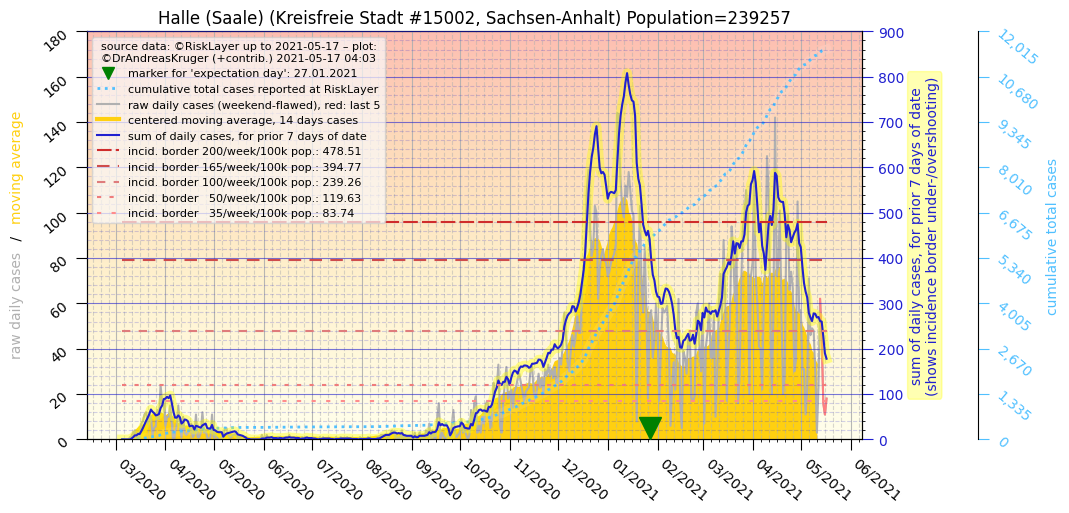 Halle (Saale) (Kreisfreie Stadt #15002, Sachsen-Anhalt) Population=239257
source data: ©RiskLayer up to 2021-05-17 – plot:
©DrAndreasKruger (+contrib.) 2021-05-17 04:03
marker for 'expectation day': 27.01.2021
cumulative total cases reported at RiskLayer
raw daily cases (weekend-flawed), red: last 5
centered moving average, 14 days cases
sum of daily cases, for prior 7 days of date
incid. border 200/week/100k pop.: 478.51
incid. border 165/week/100k pop.: 394.77
incid. border 100/week/100k pop.: 239.26
incid. border   50/week/100k pop.: 119.63
incid. border   35/week/100k pop.: 83.74
raw daily cases   /   moving average
180
160
140
120
100
80
60
40
20
0
03/2020
04/2020
05/2020
06/2020
07/2020
08/2020
09/2020
10/2020
11/2020
12/2020
01/2021
02/2021
03/2021
04/2021
05/2021
06/2021
900
800
700
600
500
400
300
200
100
0
sum of daily cases, for prior 7 days of date
(shows incidence border under-/overshooting)
12,015
10,680
9,345
8,010
6,675
5,340
4,005
2,670
1,335
0
cumulative total cases